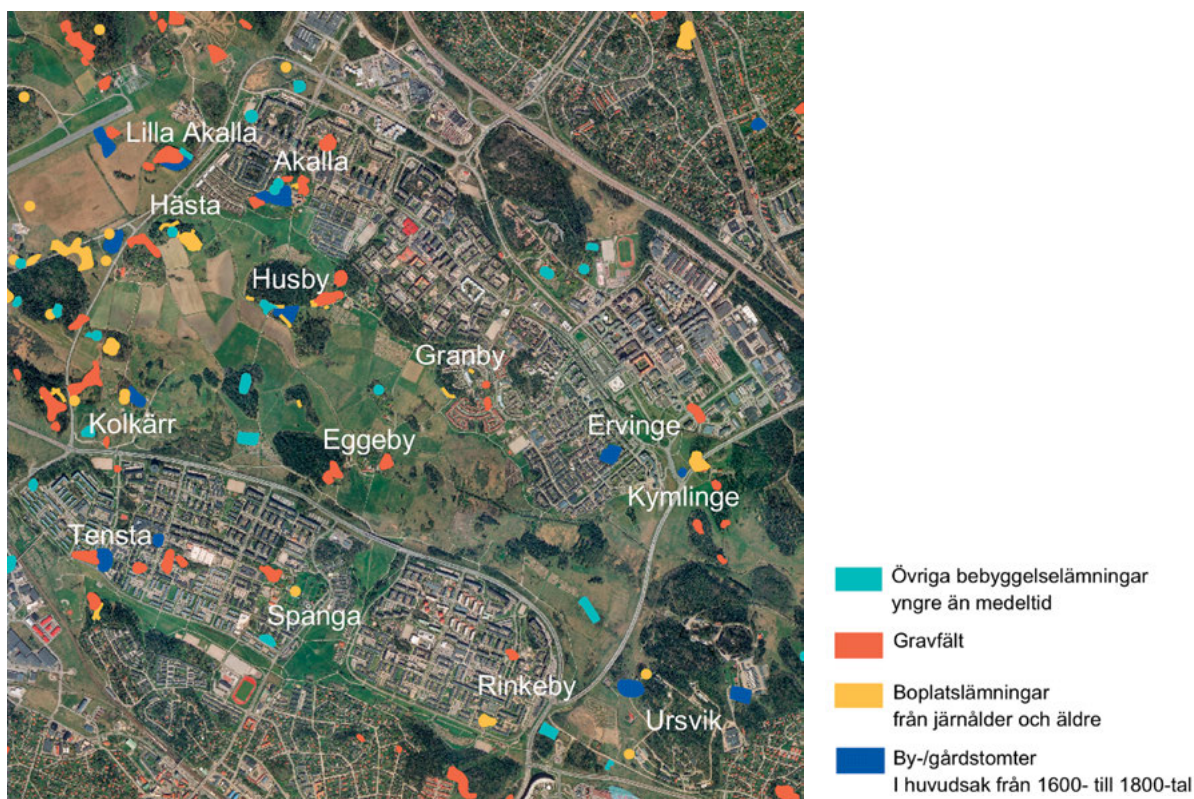 Lilla Akalla
Akalla
Hästa
Husby
Granby
Kolkärr
Eggeby
Ervinge
Kymlinge
Tensta
Spånga
Rinkeby
Ursvik
Övriga bebyggelselämningar
yngre än medeltid
Gravfält
Boplatslämningar
från järnålder och äldre
By-/gårdstomter
I huvudsak från 1600- till 1800-tal